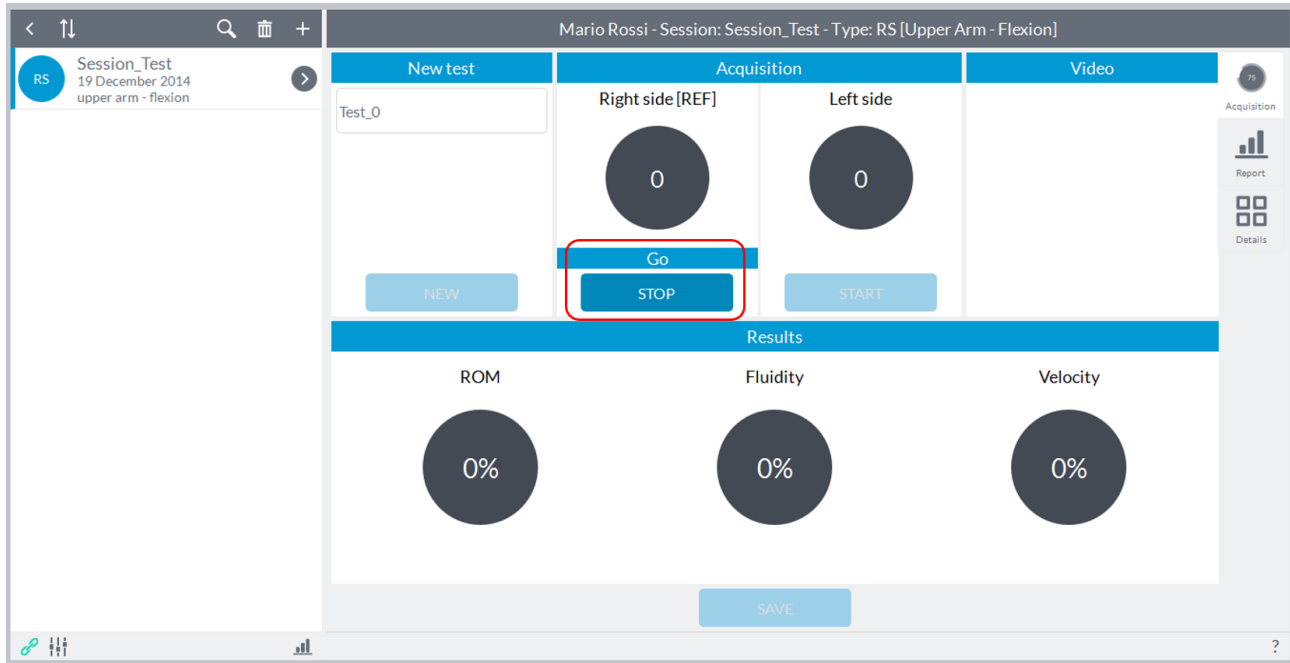 Mario Rossi - Session: Session_Test - Type: RS [Upper Arm - Flexion]
RS
Session_Test
19 December 2014
upper arm - flexion
New test
Acquisition
Video
Test_0
Right side [REF]
Left side
0
0
Go
NEW
STOP
START
75
Acquisition
Report
Details
Results
ROM
Fluidity
Velocity
0%
0%
0%
SAVE
?